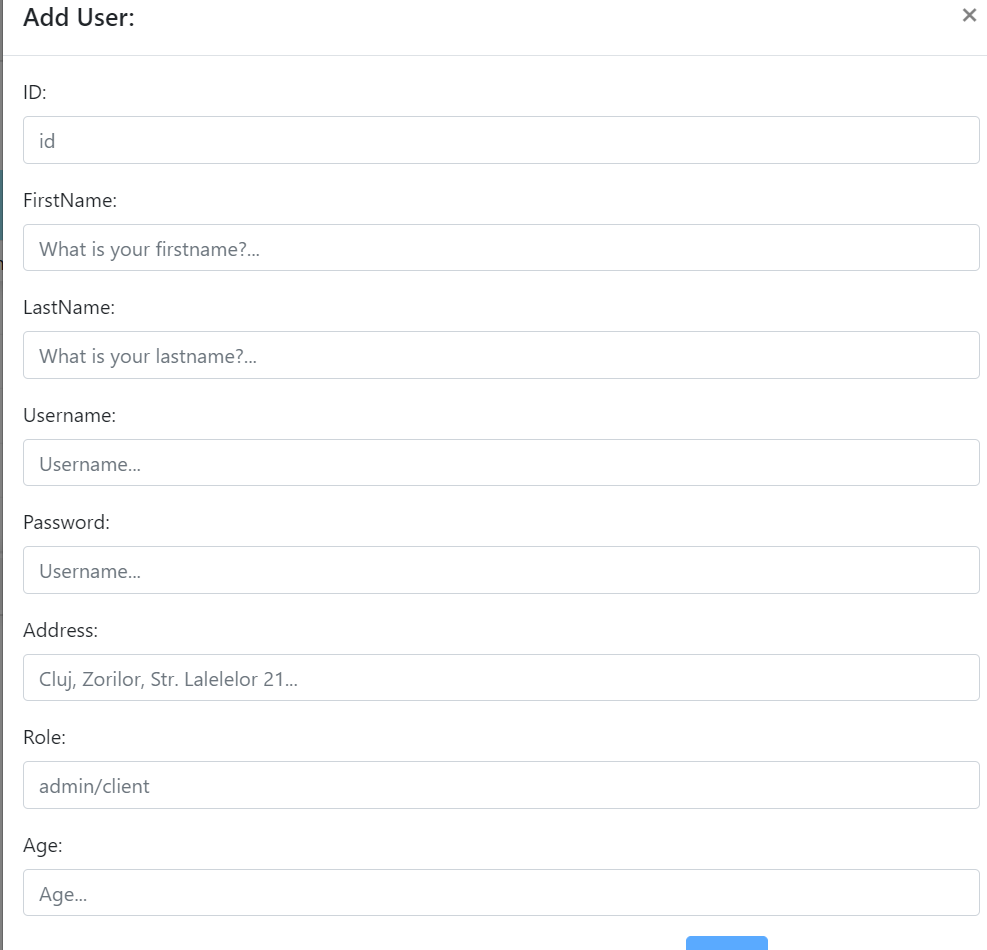 Add User:
×
ID:
id
FirstName:
What is your firstname?...
LastName:
What is your lastname?...
Username:
Username...
Password:
Username...
Address:
Cluj, Zorilor, Str. Lalelelor 21...
Role:
admin/client
Age:
Age...